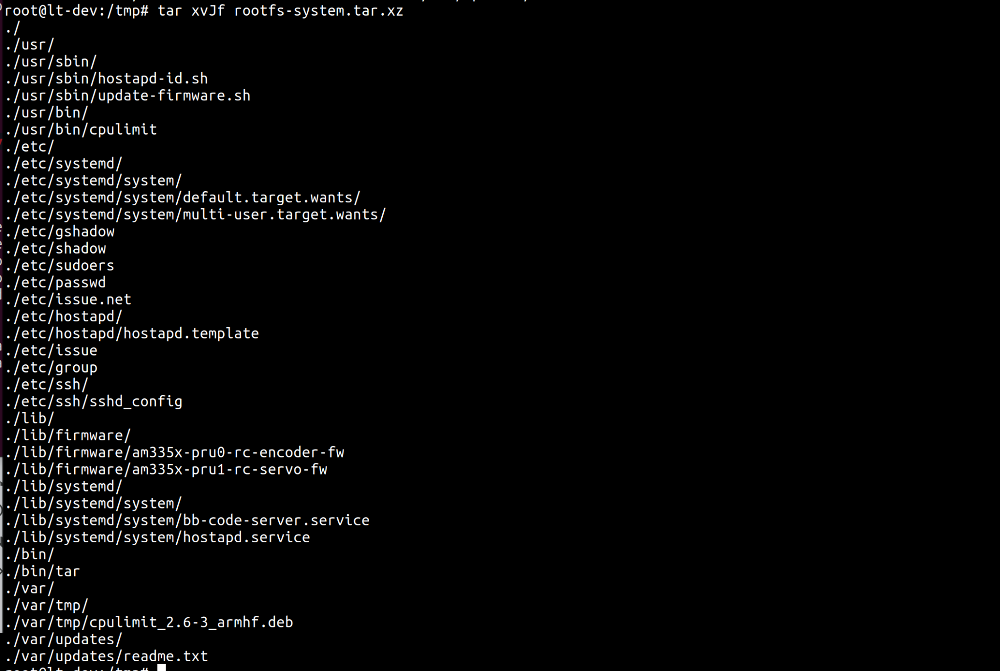 root@lt-dev:/tmp# tar xvJf rootfs-system.tar.xz
./
./usr/
./usr/sbin/
./usr/sbin/hostapd-id.sh
./usr/sbin/update-firmware.sh
./usr/bin/
./usr/bin/cpulimit
./etc/
./etc/systemd/
./etc/systemd/system/
./etc/systemd/system/default.target.wants/
./etc/systemd/system/multi-user.target.wants/
./etc/gshadow
./etc/shadow
./etc/sudoers
./etc/passwd
./etc/issue.net
./etc/hostapd/
./etc/hostapd/hostapd.template
./etc/issue
./etc/group
./etc/ssh/
./etc/ssh/sshd_config
./lib/
./lib/firmware/
./lib/firmware/am335x-pru0-rc-encoder-fw
./lib/firmware/am335x-pru1-rc-servo-fw
./lib/systemd/
./lib/systemd/system/
./lib/systemd/system/bb-code-server.service
./lib/systemd/system/hostapd.service
./bin/
./bin/tar
./var/
./var/tmp/
./var/tmp/cpulimit_2.6-3_armhf.deb
./var/updates/
./var/updates/readme.txt
root@lt-dev:/tmp#